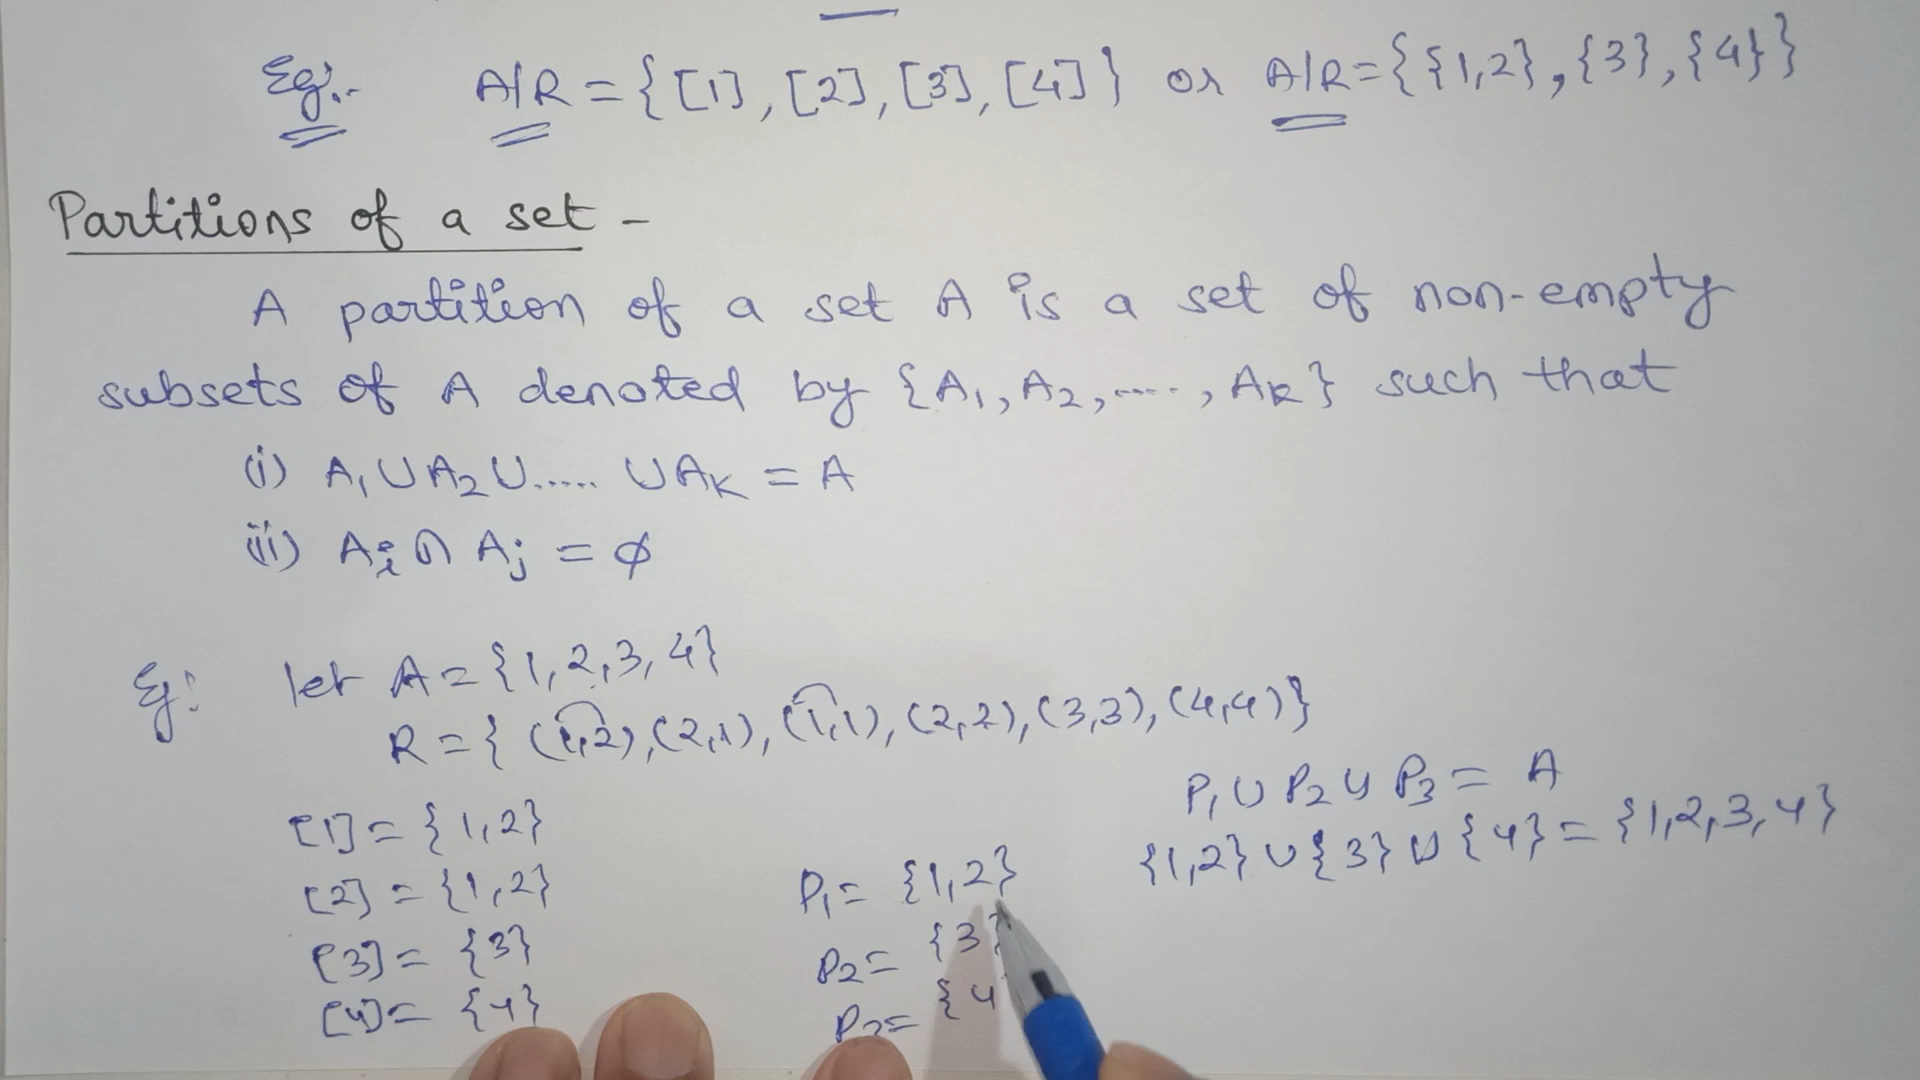 Eg:- A/R = {[1], [2], [3], [4]} or A/R = {{1,2}, {3}, {4}}
Partitions of a set -
A partition of a set A is a set of non-empty
subsets of A denoted by {A₁, A₂, ....., Aₖ} such that
(i) A₁ ∪ A₂ ∪ ..... ∪ Aₖ = A
(ii) Aᵢ ∩ Aⱼ = ϕ
Eg: let A = {1, 2, 3, 4}
R = {(1,2), (2,1), (1,1), (2,2), (3,3), (4,4)}
[1] = {1,2}
[2] = {1,2}
[3] = {3}
[4] = {4}
P₁ = {1,2}
P₂ = {3}
P₃ = {4
P₁ ∪ P₂ ∪ P₃ = A
{1,2} ∪ {3} ∪ {4} = {1,2,3,4}